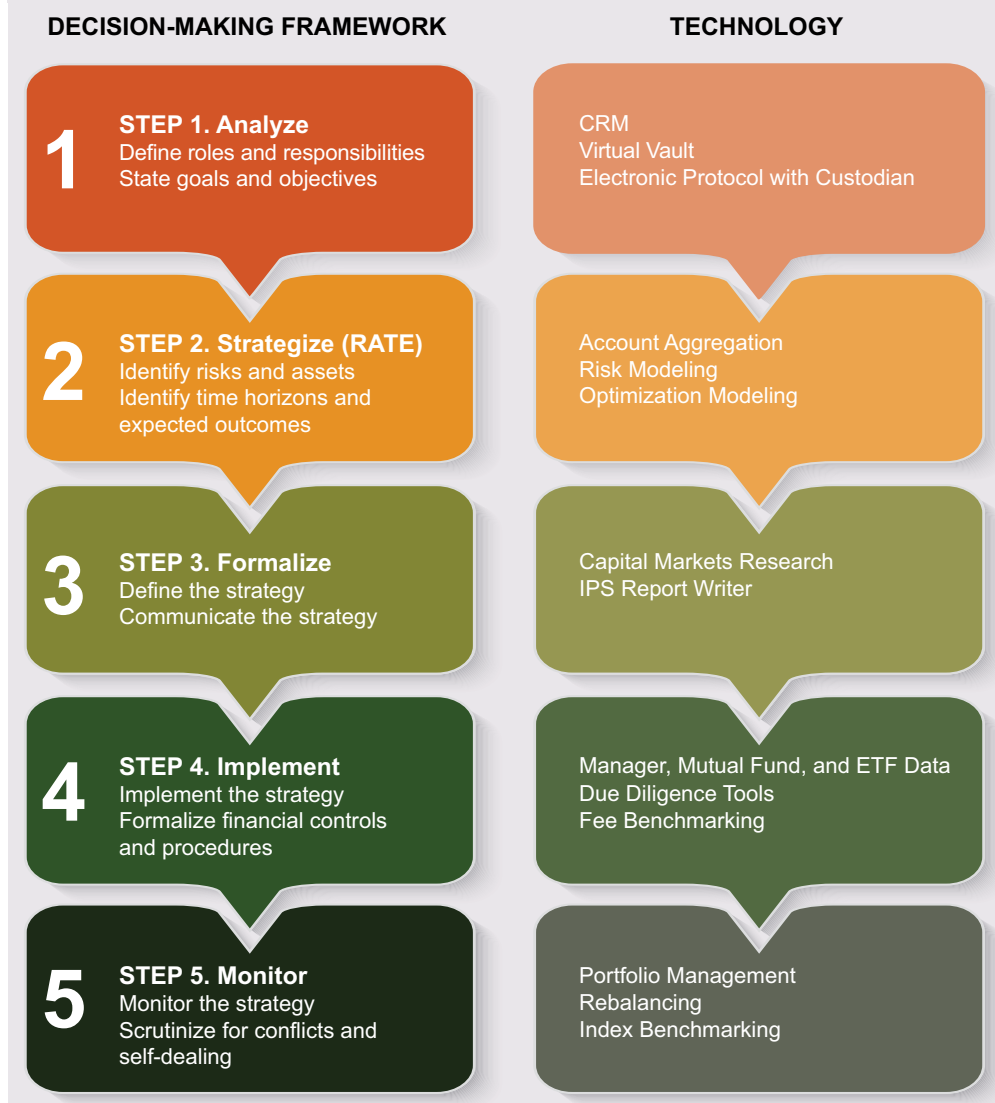 DECISION-MAKING FRAMEWORK
TECHNOLOGY
1
STEP 1. Analyze
Define roles and responsibilities
State goals and objectives
CRM
Virtual Vault
Electronic Protocol with Custodian
2
STEP 2. Strategize (RATE)
Identify risks and assets
Identify time horizons and
expected outcomes
Account Aggregation
Risk Modeling
Optimization Modeling
3
STEP 3. Formalize
Define the strategy
Communicate the strategy
Capital Markets Research
IPS Report Writer
4
STEP 4. Implement
Implement the strategy
Formalize financial controls
and procedures
Manager, Mutual Fund, and ETF Data
Due Diligence Tools
Fee Benchmarking
5
STEP 5. Monitor
Monitor the strategy
Scrutinize for conflicts and
self-dealing
Portfolio Management
Rebalancing
Index Benchmarking